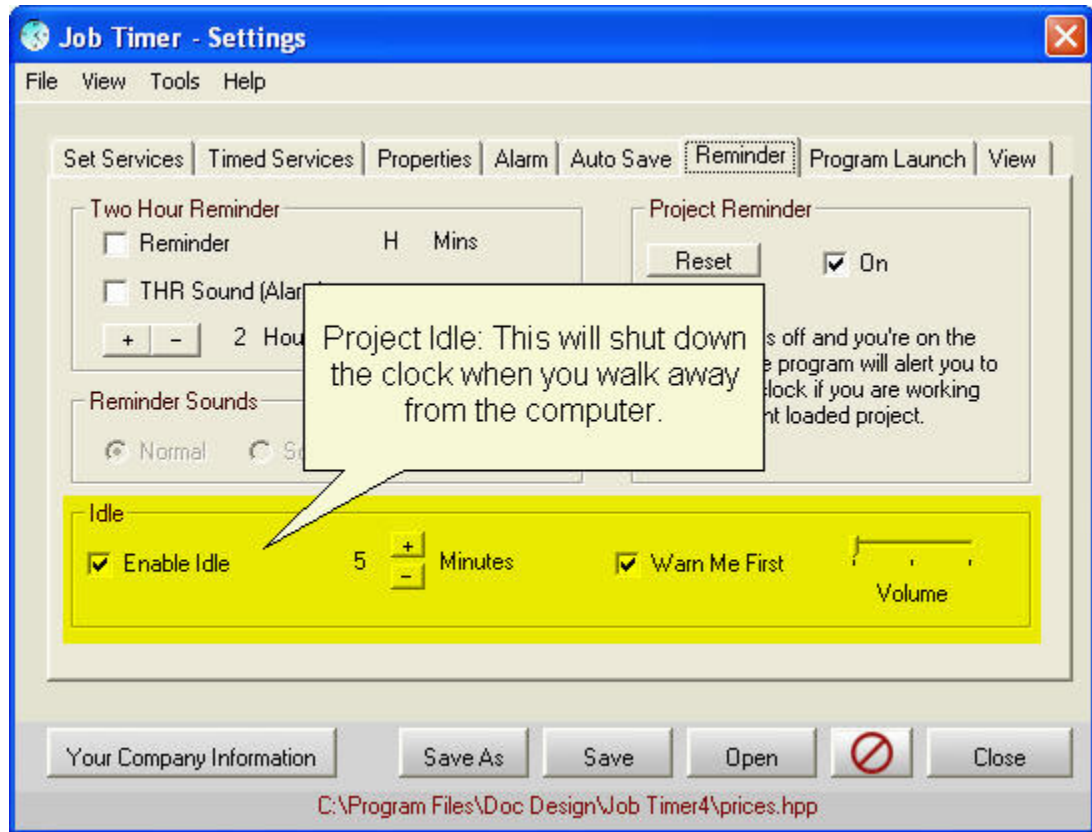 Job Timer - Settings
File View Tools Help
Set Services Timed Services Properties Alarm Auto Save Reminder Program Launch View
Two Hour Reminder
Reminder H Mins
THR Sound
+ - 2
Project Reminder
Reset On
s off and you're on the
program will alert you to
if you are working
loaded project.
Project Idle: This will shut down
the clock when you walk away
from the computer.
Reminder Sounds
Normal
Idle
Enable Idle 5 + - Minutes Warn Me First
Volume
Your Company Information Save As Save Open Close
C:\Program Files\Doc Design\Job Timer4\prices.hpp